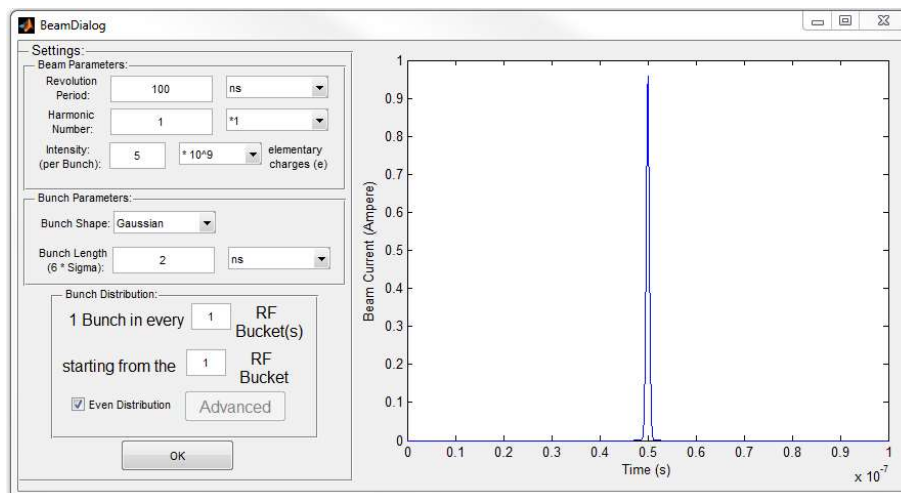 BeamDialog
Settings:
Beam Parameters:
Revolution
Period:
100
ns
Harmonic
Number:
1
*1
Intensity:
(per Bunch):
5
* 10^9
elementary
charges (e)
Bunch Parameters:
Bunch Shape:
Gaussian
Bunch Length
(6 * Sigma):
2
ns
Bunch Distribution:
1 Bunch in every
1
RF
Bucket(s)
starting from the
1
RF
Bucket
Even Distribution
Advanced
OK
Beam Current (Ampere)
1
0.9
0.8
0.7
0.6
0.5
0.4
0.3
0.2
0.1
0
0 0.1 0.2 0.3 0.4 0.5 0.6 0.7 0.8 0.9 1
Time (s)
x 10^-7